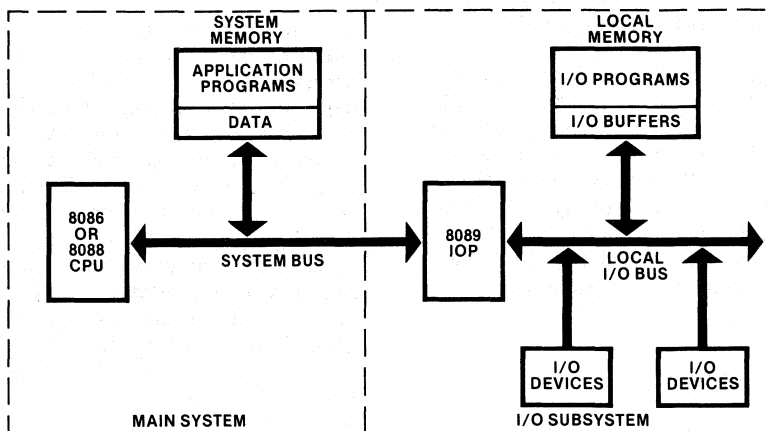 SYSTEM
MEMORY
APPLICATION
PROGRAMS
DATA
8086
OR
8088
CPU
SYSTEM BUS
MAIN SYSTEM
LOCAL
MEMORY
I/O PROGRAMS
I/O BUFFERS
8089
IOP
LOCAL
I/O BUS
I/O
DEVICES
I/O
DEVICES
I/O SUBSYSTEM